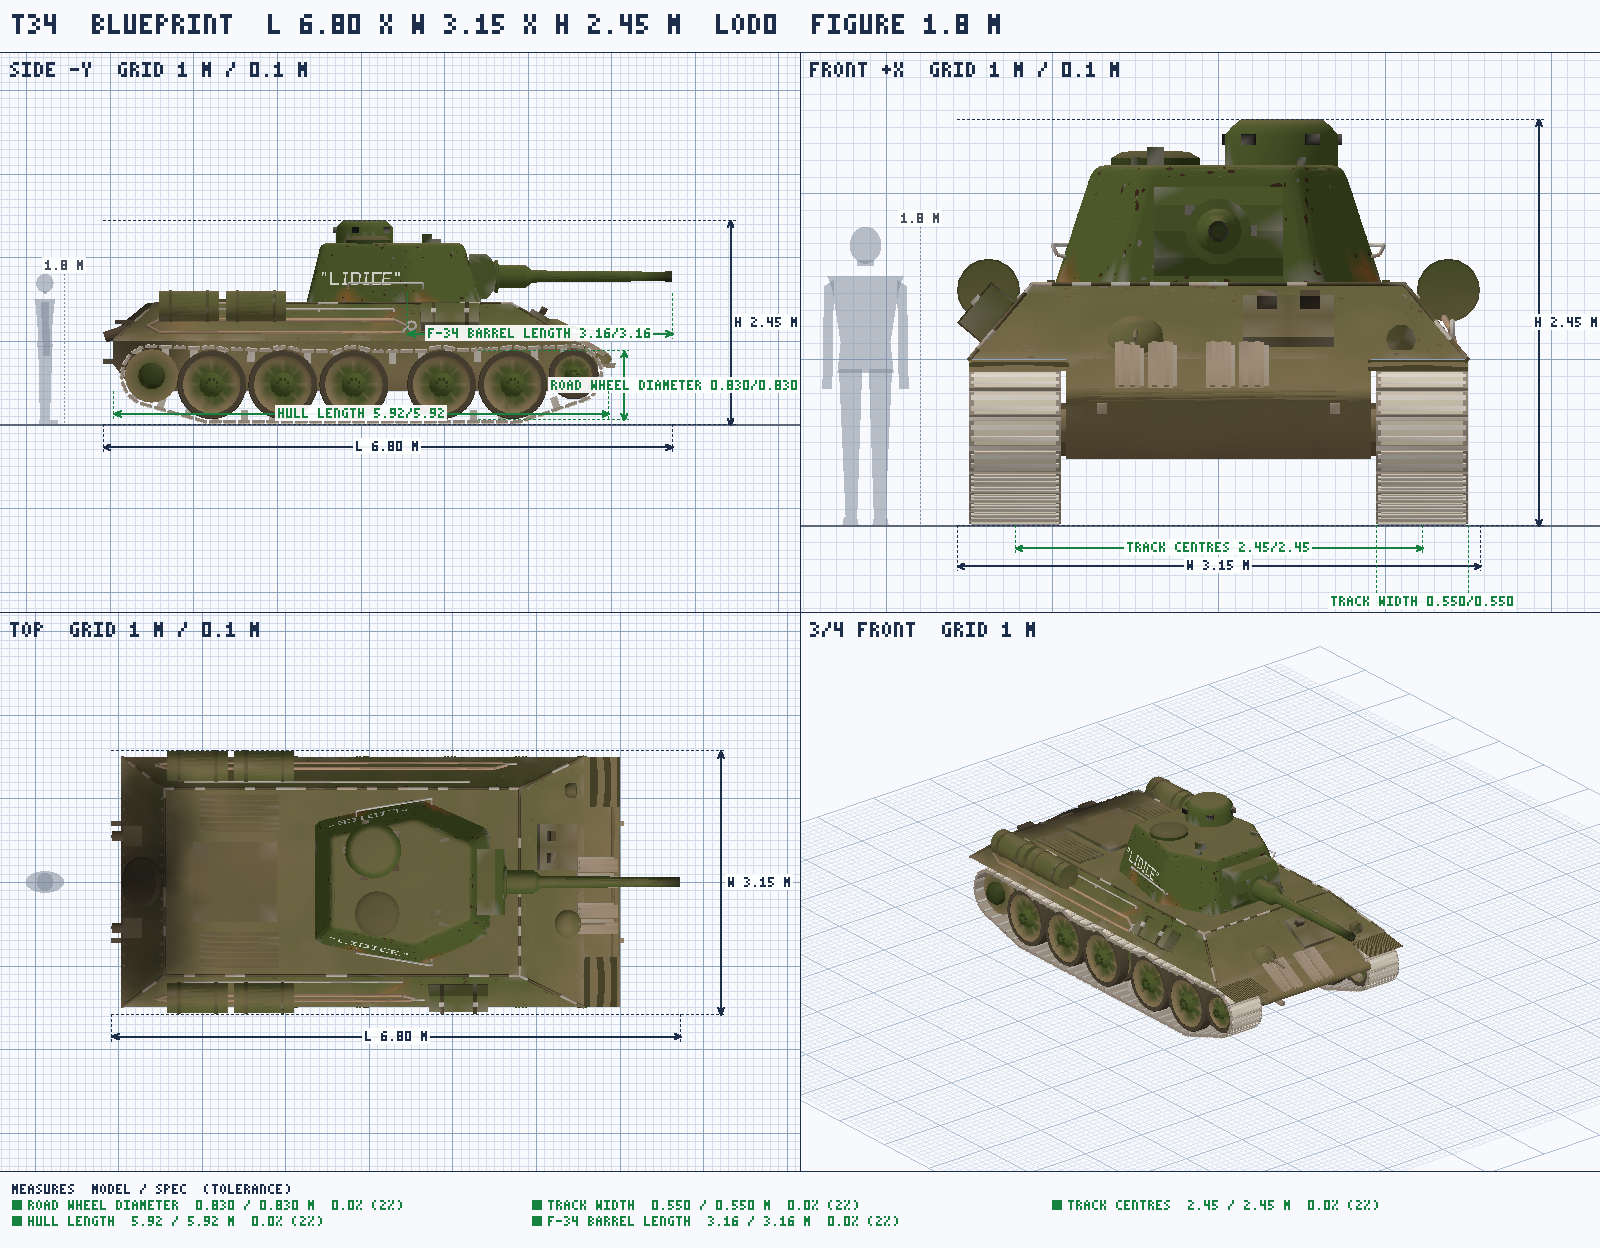 T34 BLUEPRINT L 6.80 X W 3.15 X H 2.45 M LOD0 FIGURE 1.8 M
SIDE -Y GRID 1 M / 0.1 M
1.8 M
"LIDICE"
F-34 BARREL LENGTH 3.16/3.16
H 2.45 M
ROAD WHEEL DIAMETER 0.830/0.830
HULL LENGTH 5.92/5.92
L 6.80 M
FRONT +X GRID 1 M / 0.1 M
1.8 M
H 2.45 M
TRACK CENTRES 2.45/2.45
W 3.15 M
TRACK WIDTH 0.550/0.550
TOP GRID 1 M / 0.1 M
"LIDICE"
W 3.15 M
"LIDICE"
L 6.80 M
3/4 FRONT GRID 1 M
"LIDICE"
MEASURES MODEL / SPEC (TOLERANCE)
ROAD WHEEL DIAMETER 0.830 / 0.830 M 0.0% (2%)
TRACK WIDTH 0.550 / 0.550 M 0.0% (2%)
TRACK CENTRES 2.45 / 2.45 M 0.0% (2%)
HULL LENGTH 5.92 / 5.92 M 0.0% (2%)
F-34 BARREL LENGTH 3.16 / 3.16 M 0.0% (2%)